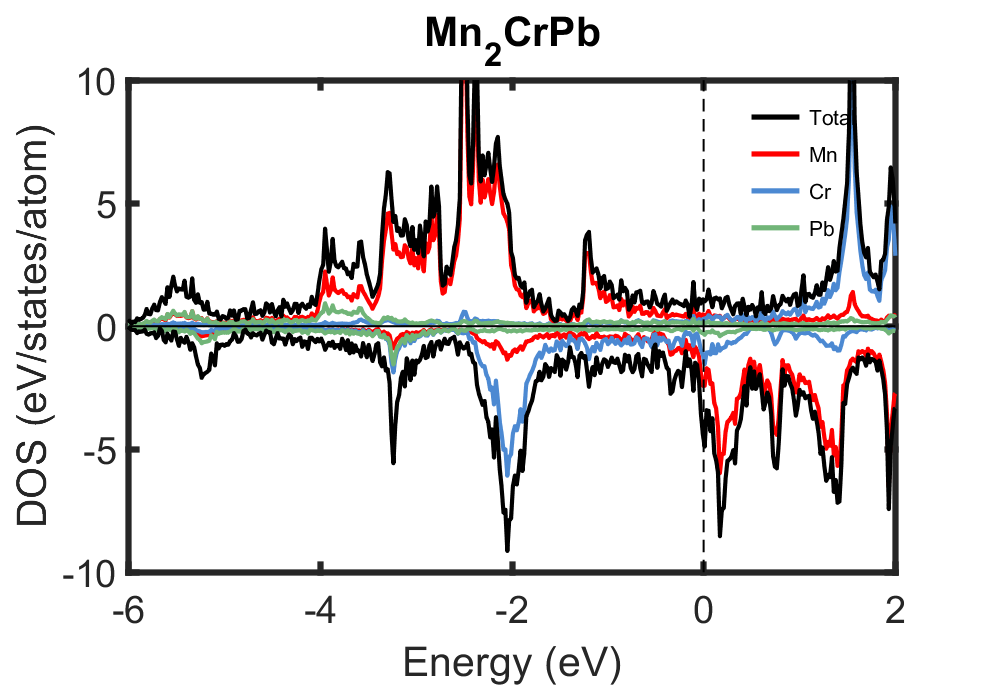 Mn2CrPb
DOS (eV/states/atom)
10
5
0
-5
-10
Total
Mn
Cr
Pb
-6 -4 -2 0 2
Energy (eV)